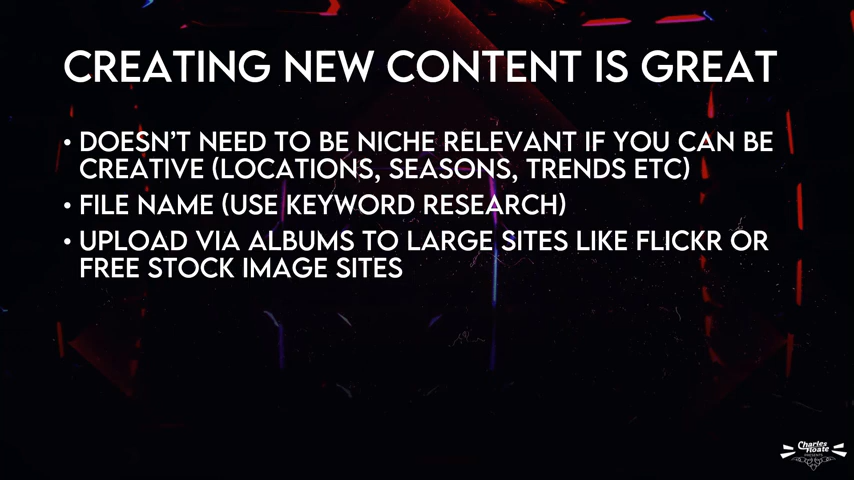 CREATING NEW CONTENT IS GREAT
• DOESN'T NEED TO BE NICHE RELEVANT IF YOU CAN BE
CREATIVE (LOCATIONS, SEASONS, TRENDS ETC)
• FILE NAME (USE KEYWORD RESEARCH)
• UPLOAD VIA ALBUMS TO LARGE SITES LIKE FLICKR OR
FREE STOCK IMAGE SITES
Charles
Floate
PRESENTS